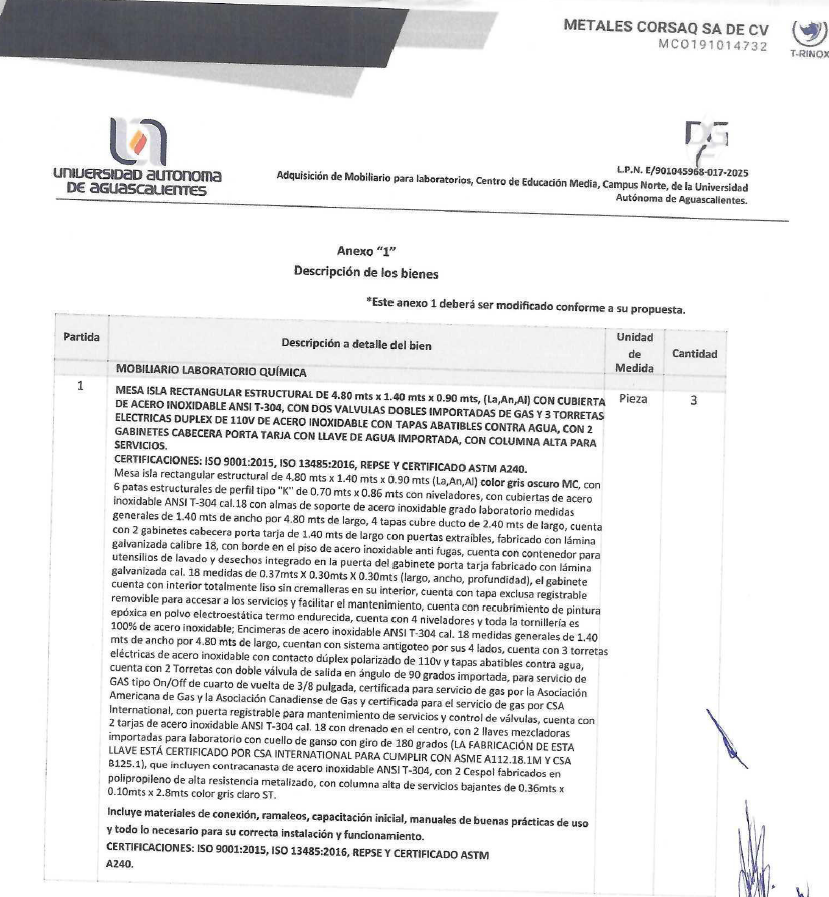 METALES CORSAQ SA DE CV
MCO191014732
T-RINOX
UNIVERSIDAD AUTONOMA
DE AGUASCALIENTES
L.P.N. E/901045968-017-2025
Adquisición de Mobiliario para laboratorios, Centro de Educación Media, Campus Norte, de la Universidad
Autónoma de Aguascalientes.
Anexo "1"
Descripción de los bienes
*Este anexo 1 deberá ser modificado conforme a su propuesta.
Partida
Descripción a detalle del bien
Unidad
de
Medida
Cantidad
MOBILIARIO LABORATORIO QUÍMICA
1
Pieza
3
MESA ISLA RECTANGULAR ESTRUCTURAL DE 4.80 mts x 1.40 mts x 0.90 mts, (La,An,Al) CON CUBIERTA
DE ACERO INOXIDABLE ANSI T-304, CON DOS VALVULAS DOBLES IMPORTADAS DE GAS Y 3 TORRETAS
ELECTRICAS DUPLEX DE 110V DE ACERO INOXIDABLE CON TAPAS ABATIBLES CONTRA AGUA, CON 2
GABINETES CABECERA PORTA TARJA CON LLAVE DE AGUA IMPORTADA, CON COLUMNA ALTA PARA
SERVICIOS.
CERTIFICACIONES: ISO 9001:2015, ISO 13485:2016, REPSE Y CERTIFICADO ASTM A240.
Mesa isla rectangular estructural de 4.80 mts x 1.40 mts x 0.90 mts (La,An,Al) color gris oscuro MC, con
6 patas estructurales de perfil tipo "K" de 0.70 mts x 0.86 mts con niveladores, con cubiertas de acero
inoxidable ANSI T-304 cal.18 con almas de soporte de acero inoxidable grado laboratorio medidas
generales de 1.40 mts de ancho por 4.80 mts de largo, 4 tapas cubre ducto de 2.40 mts de largo, cuenta
con 2 gabinetes cabecera porta tarja de 1.40 mts de largo con puertas extraíbles, fabricado con lámina
galvanizada calibre 18, con borde en el piso de acero inoxidable anti fugas, cuenta con contenedor para
utensilios de lavado y desechos integrado en la puerta del gabinete porta tarja fabricado con lámina
galvanizada cal. 18 medidas de 0.37mts X 0.30mts X 0.30mts (largo, ancho, profundidad), el gabinete
cuenta con interior totalmente liso sin cremalleras en su interior, cuenta con tapa exclusa registrable
removible para accesar a los servicios y facilitar el mantenimiento, cuenta con recubrimiento de pintura
epóxica en polvo electroestática termo endurecida, cuenta con 4 niveladores y toda la tornillería es
100% de acero inoxidable; Encimeras de acero inoxidable ANSI T-304 cal. 18 medidas generales de 1.40
mts de ancho por 4.80 mts de largo, cuentan con sistema antigoteo por sus 4 lados, cuenta con 3 torretas
eléctricas de acero inoxidable con contacto dúplex polarizado de 110v y tapas abatibles contra agua,
cuenta con 2 Torretas con doble válvula de salida en ángulo de 90 grados importada, para servicio de
GAS tipo On/Off de cuarto de vuelta de 3/8 pulgada, certificada para servicio de gas por la Asociación
Americana de Gas y la Asociación Canadiense de Gas y certificada para el servicio de gas por CSA
International, con puerta registrable para mantenimiento de servicios y control de válvulas, cuenta con
2 tarjas de acero inoxidable ANSI T-304 cal. 18 con drenado en el centro, con 2 llaves mezcladoras
importadas para laboratorio con cuello de ganso con giro de 180 grados (LA FABRICACIÓN DE ESTA
LLAVE ESTÁ CERTIFICADO POR CSA INTERNATIONAL PARA CUMPLIR CON ASME A112.18.1M Y CSA
B125.1), que incluyen contracanasta de acero inoxidable ANSI T-304, con 2 Cespol fabricados en
polipropileno de alta resistencia metalizado, con columna alta de servicios bajantes de 0.36mts x
0.10mts x 2.8mts color gris claro ST.
Incluye materiales de conexión, ramaleos, capacitación inicial, manuales de buenas prácticas de uso
y todo lo necesario para su correcta instalación y funcionamiento.
CERTIFICACIONES: ISO 9001:2015, ISO 13485:2016, REPSE Y CERTIFICADO ASTM
A240.